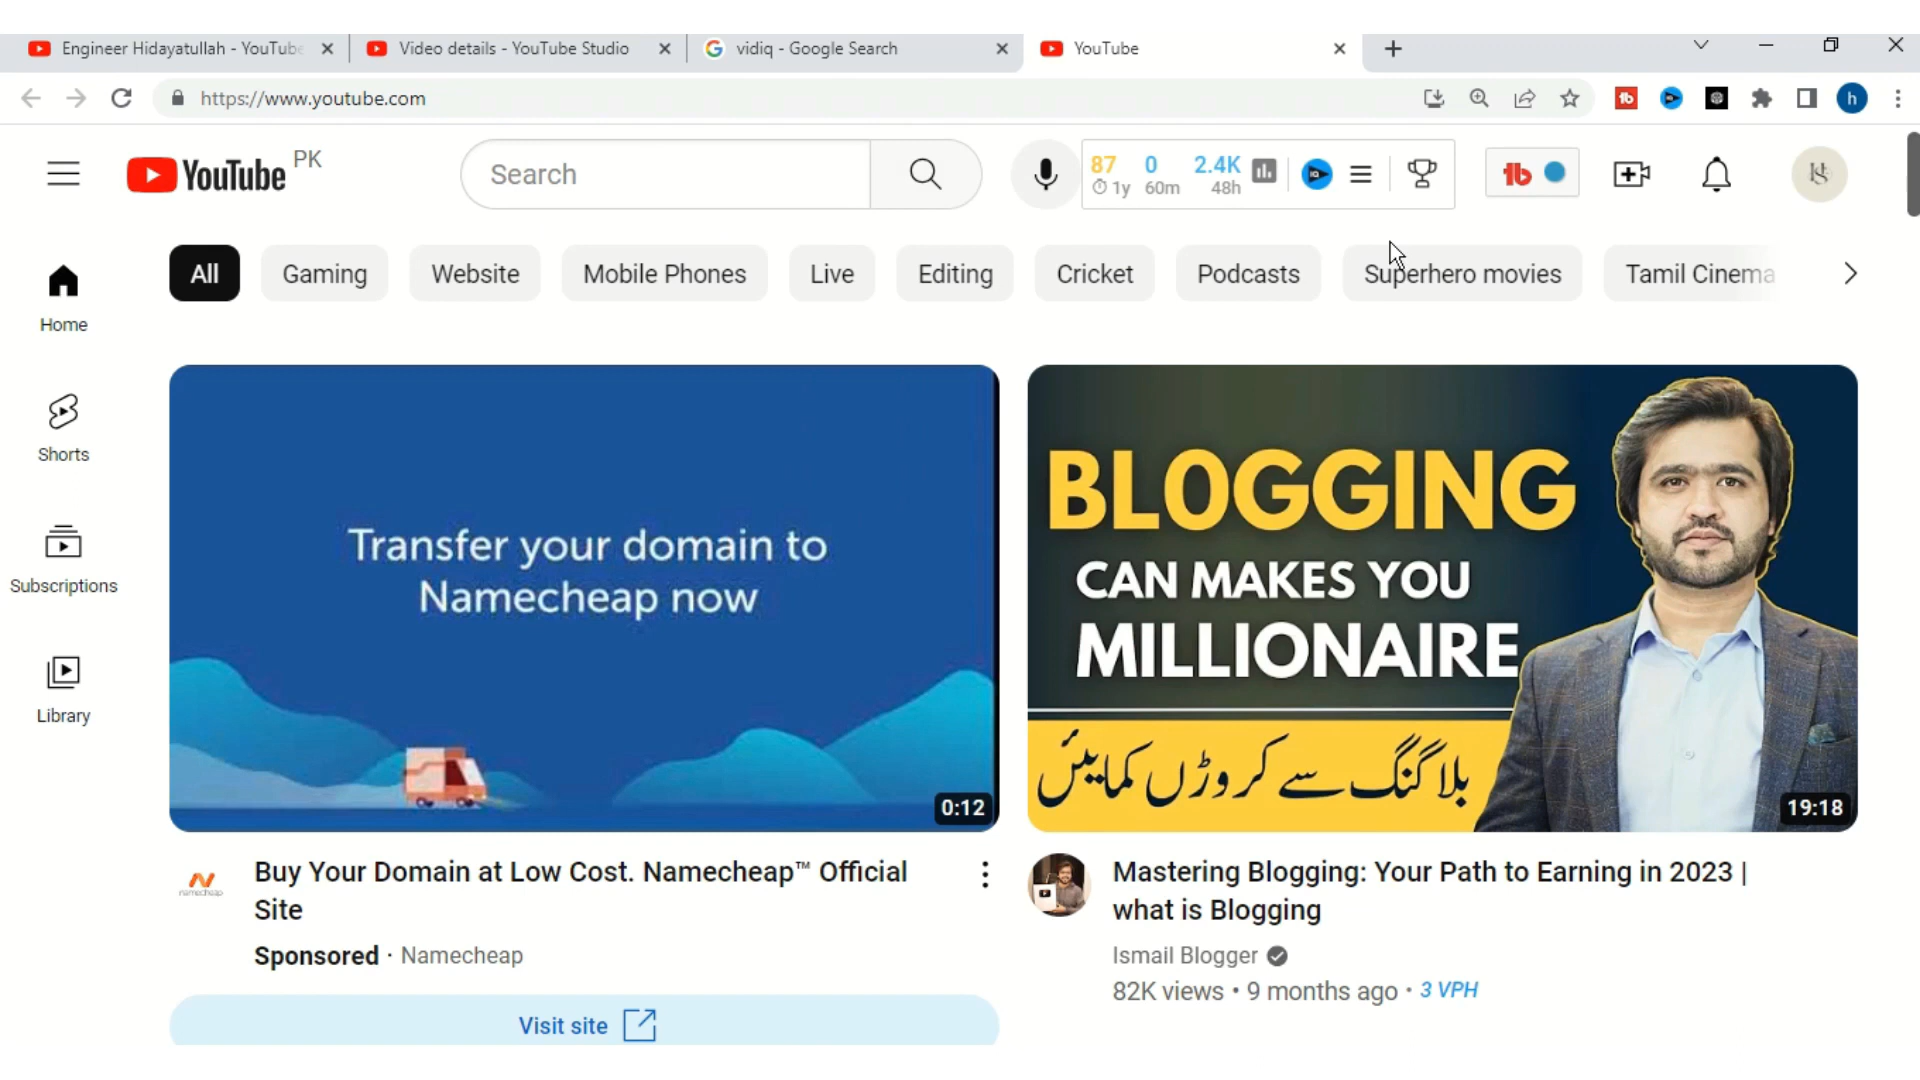 Engineer Hidayatullah - YouTube
Video details - YouTube Studio
vidiq - Google Search
YouTube
https://www.youtube.com
h
YouTube PK
Search
87 0 2.4K
1y 60m 48h
All
Gaming
Website
Mobile Phones
Live
Editing
Cricket
Podcasts
Superhero movies
Tamil Cinema
Home
Shorts
Subscriptions
Library
Transfer your domain to
Namecheap now
0:12
BLOGGING
CAN MAKES YOU
MILLIONAIRE
بلاگنگ سے کروڑں کمایئں
19:18
namecheap
Buy Your Domain at Low Cost. Namecheap™ Official
Site
Sponsored · Namecheap
Visit site
Mastering Blogging: Your Path to Earning in 2023 |
what is Blogging
Ismail Blogger
82K views • 9 months ago • 3 VPH